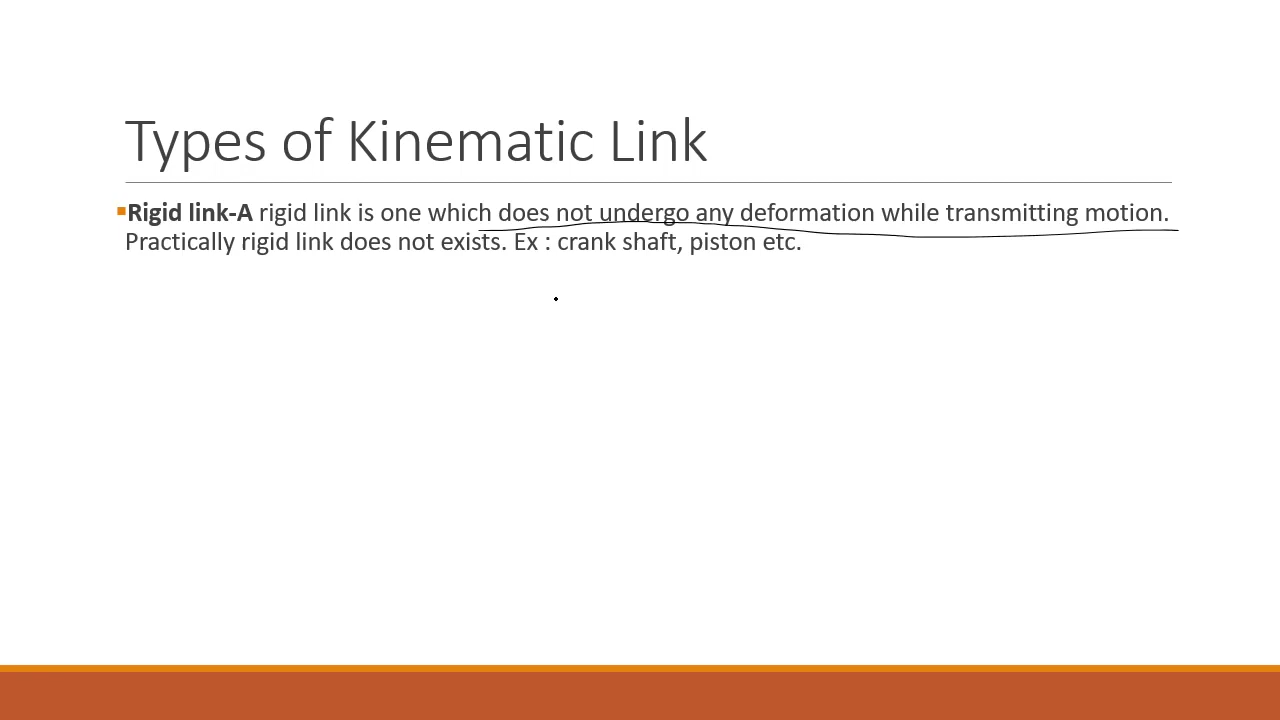 Types of Kinematic Link
▪Rigid link-A rigid link is one which does not undergo any deformation while transmitting motion.
Practically rigid link does not exists. Ex : crank shaft, piston etc.